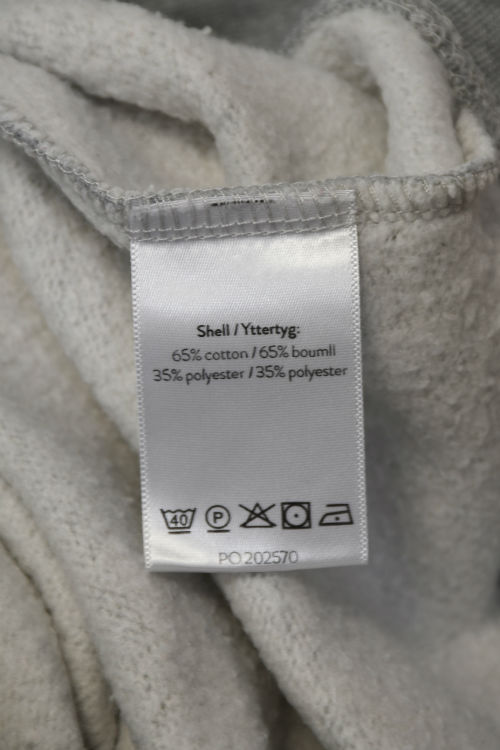 Shell / Yttertyg:
65% cotton / 65% boumll
35% polyester / 35% polyester
40 P
PO 202570